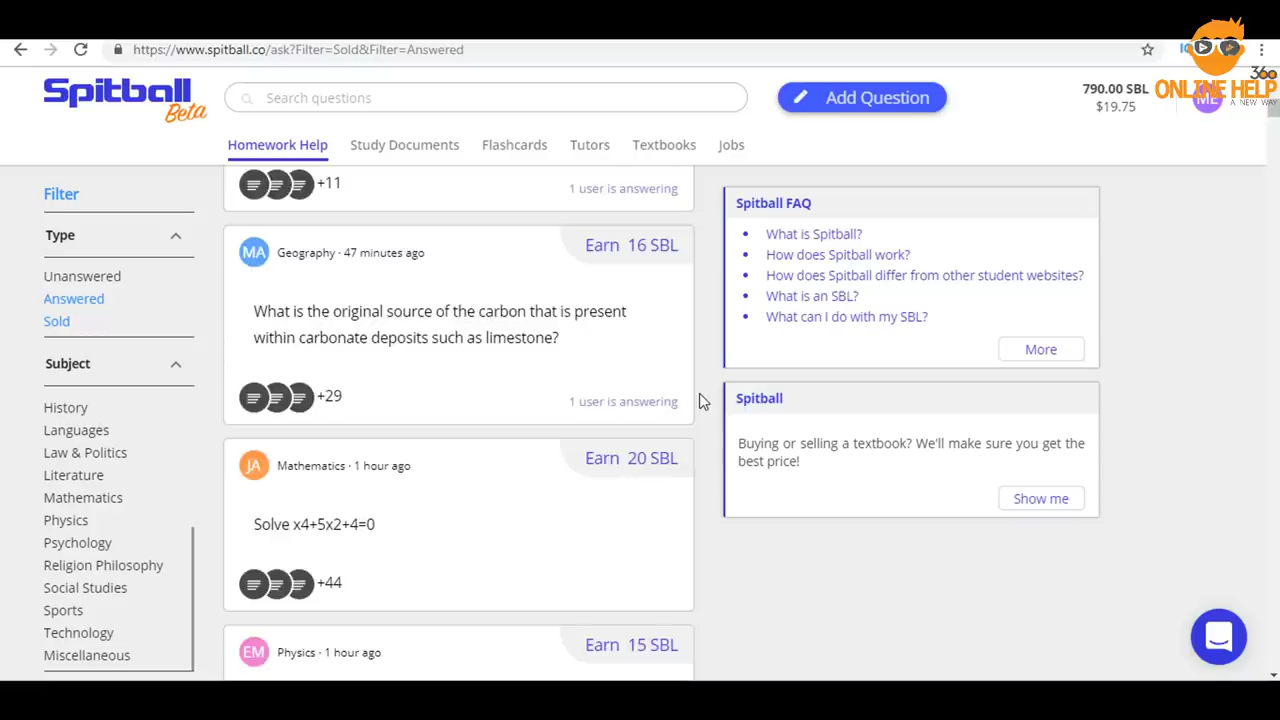 https://www.spitball.co/ask?Filter=Sold&Filter=Answered
360
ONLINE HELP
A NEW WAY
Spitball
Beta
Search questions
Add Question
790.00 SBL
$19.75
ME
Homework Help
Study Documents
Flashcards
Tutors
Textbooks
Jobs
Filter
Type
Unanswered
Answered
Sold
Subject
History
Languages
Law & Politics
Literature
Mathematics
Physics
Psychology
Religion Philosophy
Social Studies
Sports
Technology
Miscellaneous
+11
1 user is answering
MA
Geography · 47 minutes ago
Earn 16 SBL
What is the original source of the carbon that is present
within carbonate deposits such as limestone?
+29
1 user is answering
JA
Mathematics · 1 hour ago
Earn 20 SBL
Solve x4+5x2+4=0
+44
EM
Physics · 1 hour ago
Earn 15 SBL
Spitball FAQ
What is Spitball?
How does Spitball work?
How does Spitball differ from other student websites?
What is an SBL?
What can I do with my SBL?
More
Spitball
Buying or selling a textbook? We'll make sure you get the
best price!
Show me